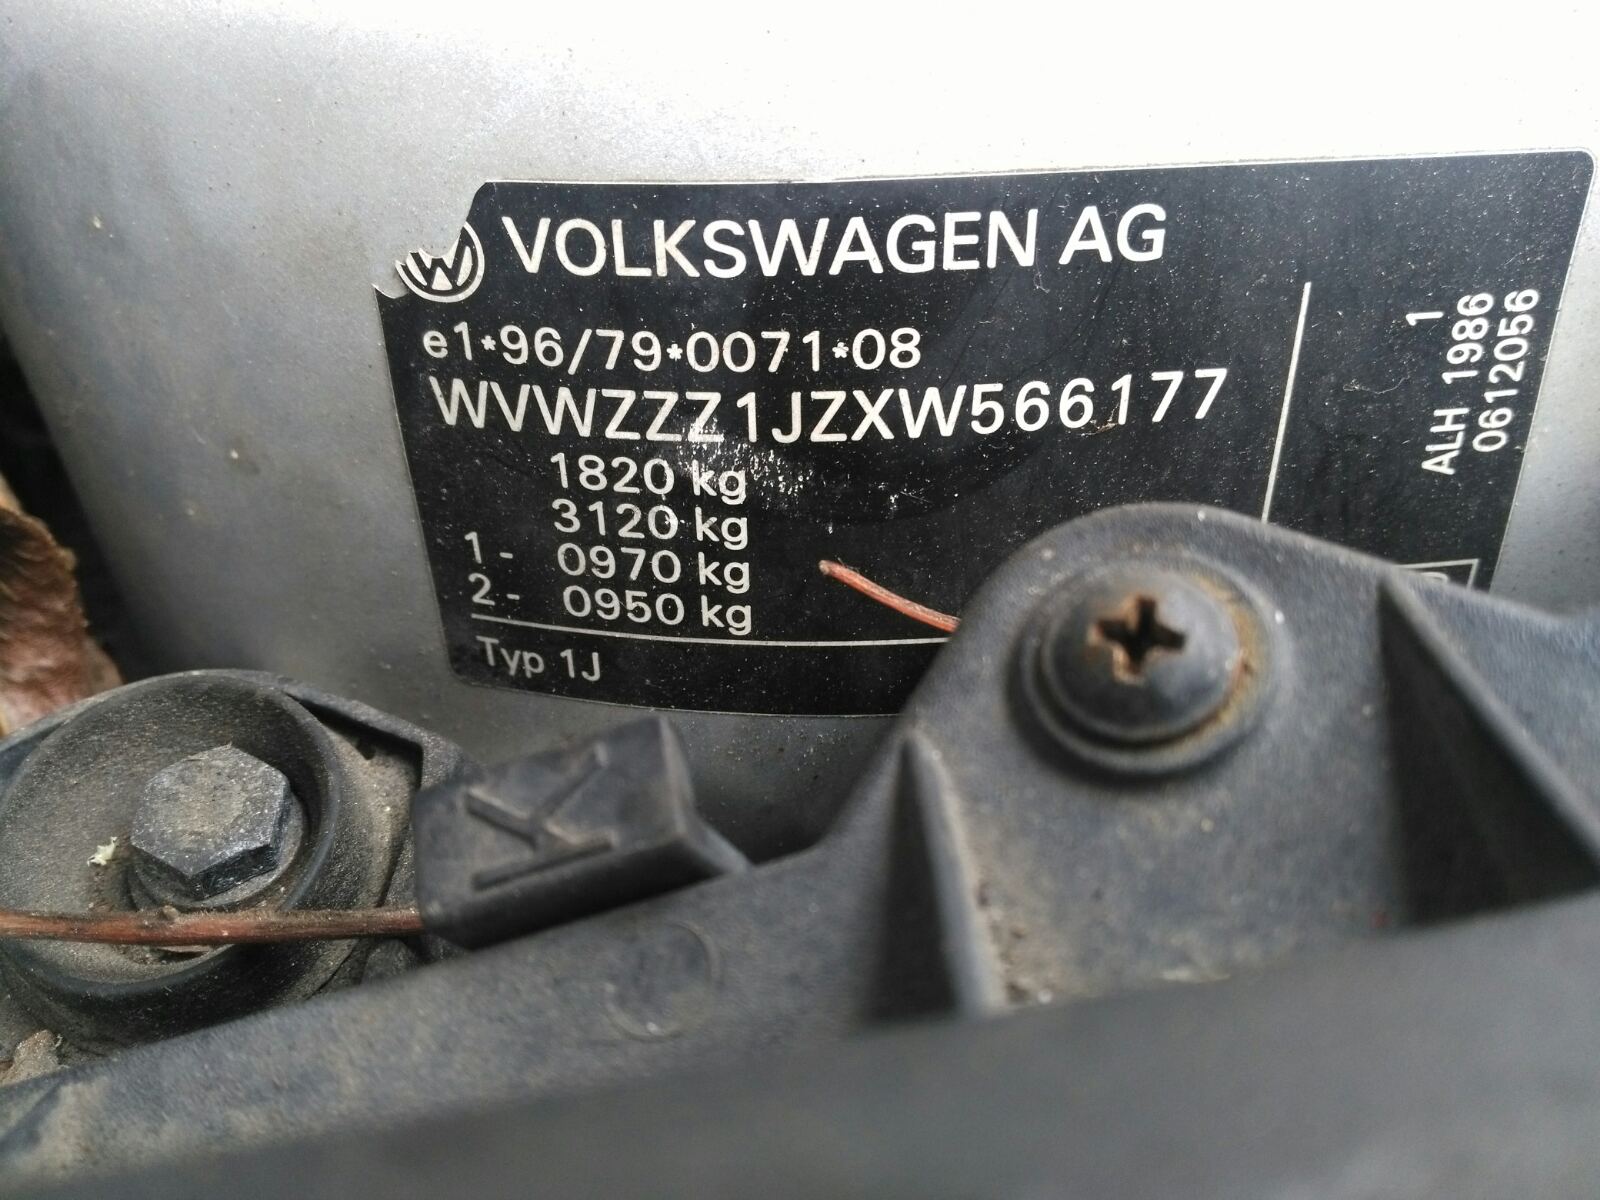 VOLKSWAGEN AG
e1*96/79*0071*08
WVWZZZ1JZXW566177
1820 kg
3120 kg
1- 0970 kg
2- 0950 kg
Typ 1J
1
ALH 1986
0612056
K